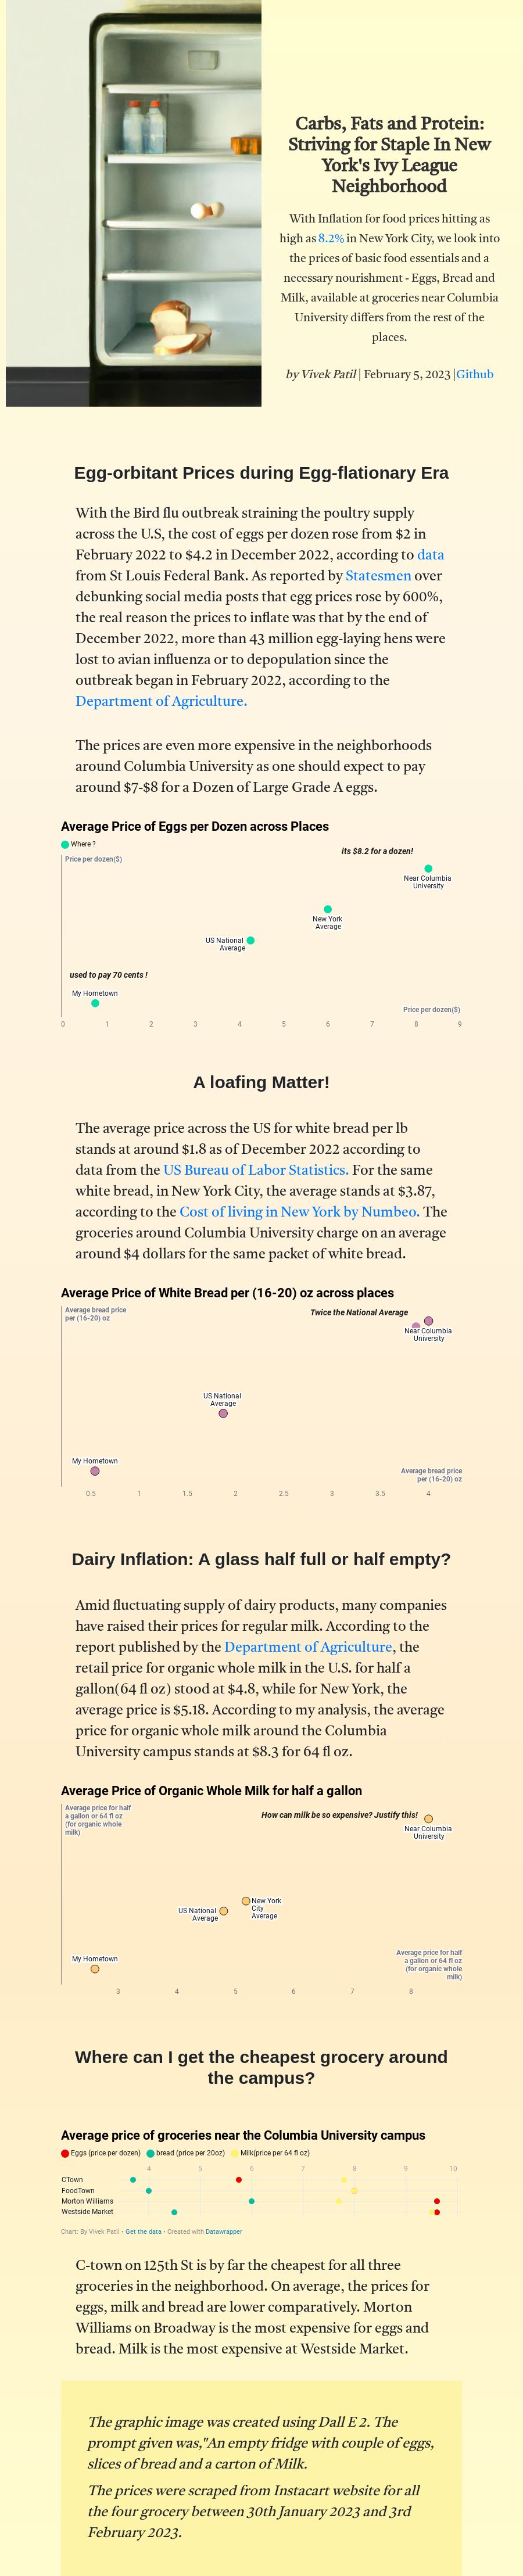 Carbs, Fats and Protein:
Striving for Staple In New
York's Ivy League
Neighborhood
With Inflation for food prices hitting as
high as 8.2% in New York City, we look into
the prices of basic food essentials and a
necessary nourishment - Eggs, Bread and
Milk, available at groceries near Columbia
University differs from the rest of the
places.
by Vivek Patil | February 5, 2023 |Github
Egg-orbitant Prices during Egg-flationary Era
With the Bird flu outbreak straining the poultry supply
across the U.S, the cost of eggs per dozen rose from $2 in
February 2022 to $4.2 in December 2022, according to data
from St Louis Federal Bank. As reported by Statesmen over
debunking social media posts that egg prices rose by 600%,
the real reason the prices to inflate was that by the end of
December 2022, more than 43 million egg-laying hens were
lost to avian influenza or to depopulation since the
outbreak began in February 2022, according to the
Department of Agriculture.
The prices are even more expensive in the neighborhoods
around Columbia University as one should expect to pay
around $7-$8 for a Dozen of Large Grade A eggs.
Average Price of Eggs per Dozen across Places
Where ?
its $8.2 for a dozen!
Price per dozen($)
Near Columbia
University
New York
Average
US National
Average
used to pay 70 cents !
My Hometown
Price per dozen($)
0 1 2 3 4 5 6 7 8 9
A loafing Matter!
The average price across the US for white bread per lb
stands at around $1.8 as of December 2022 according to
data from the US Bureau of Labor Statistics. For the same
white bread, in New York City, the average stands at $3.87,
according to the Cost of living in New York by Numbeo. The
groceries around Columbia University charge on an average
around $4 dollars for the same packet of white bread.
Average Price of White Bread per (16-20) oz across places
Average bread price
per (16-20) oz
Twice the National Average
Near Columbia
University
US National
Average
My Hometown
Average bread price
per (16-20) oz
0.5 1 1.5 2 2.5 3 3.5 4
Dairy Inflation: A glass half full or half empty?
Amid fluctuating supply of dairy products, many companies
have raised their prices for regular milk. According to the
report published by the Department of Agriculture, the
retail price for organic whole milk in the U.S. for half a
gallon(64 fl oz) stood at $4.8, while for New York, the
average price is $5.18. According to my analysis, the average
price for organic whole milk around the Columbia
University campus stands at $8.3 for 64 fl oz.
Average Price of Organic Whole Milk for half a gallon
Average price for half
a gallon or 64 fl oz
(for organic whole
milk)
How can milk be so expensive? Justify this!
Near Columbia
University
New York
City
Average
US National
Average
My Hometown
Average price for half
a gallon or 64 fl oz
(for organic whole
milk)
3 4 5 6 7 8
Where can I get the cheapest grocery around
the campus?
Average price of groceries near the Columbia University campus
Eggs (price per dozen) bread (price per 20oz) Milk(price per 64 fl oz)
4 5 6 7 8 9 10
CTown
FoodTown
Morton Williams
Westside Market
Chart: By Vivek Patil • Get the data • Created with Datawrapper
C-town on 125th St is by far the cheapest for all three
groceries in the neighborhood. On average, the prices for
eggs, milk and bread are lower comparatively. Morton
Williams on Broadway is the most expensive for eggs and
bread. Milk is the most expensive at Westside Market.
The graphic image was created using Dall E 2. The
prompt given was,"An empty fridge with couple of eggs,
slices of bread and a carton of Milk.
The prices were scraped from Instacart website for all
the four grocery between 30th January 2023 and 3rd
February 2023.